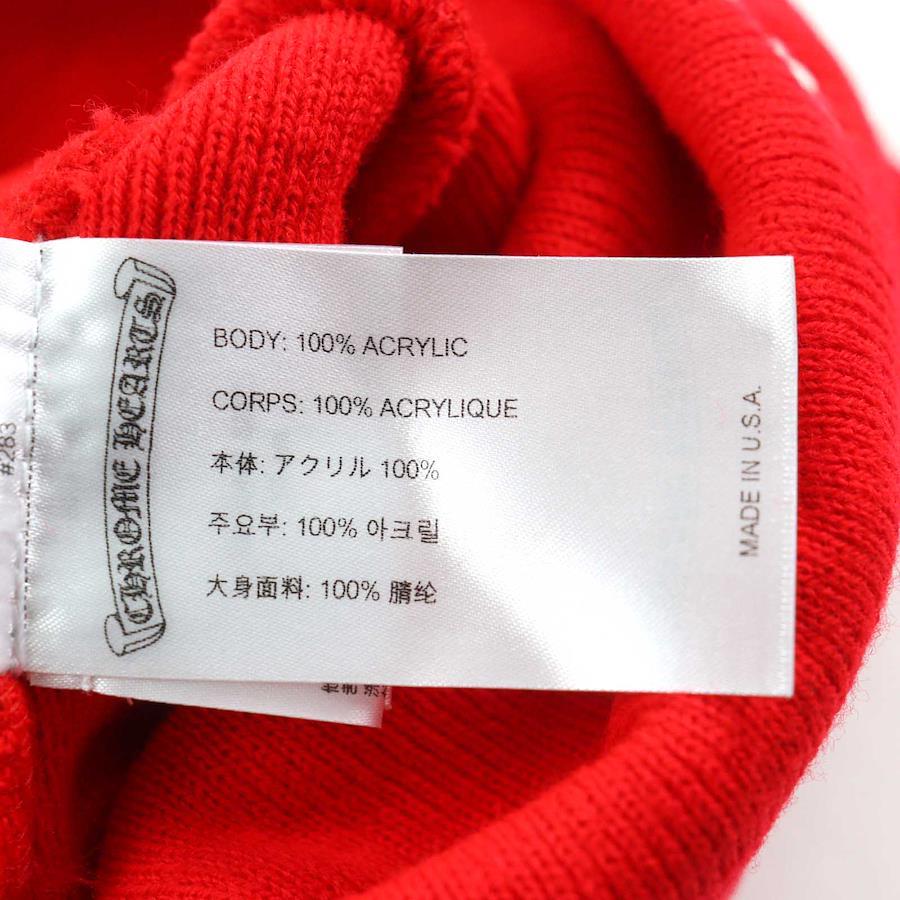 CHROME HEARTS
BODY: 100% ACRYLIC
CORPS: 100% ACRYLIQUE
本体: アクリル 100%
주요부: 100% 아크릴
大身面料: 100% 腈纶
MADE IN U.S.A.
#283